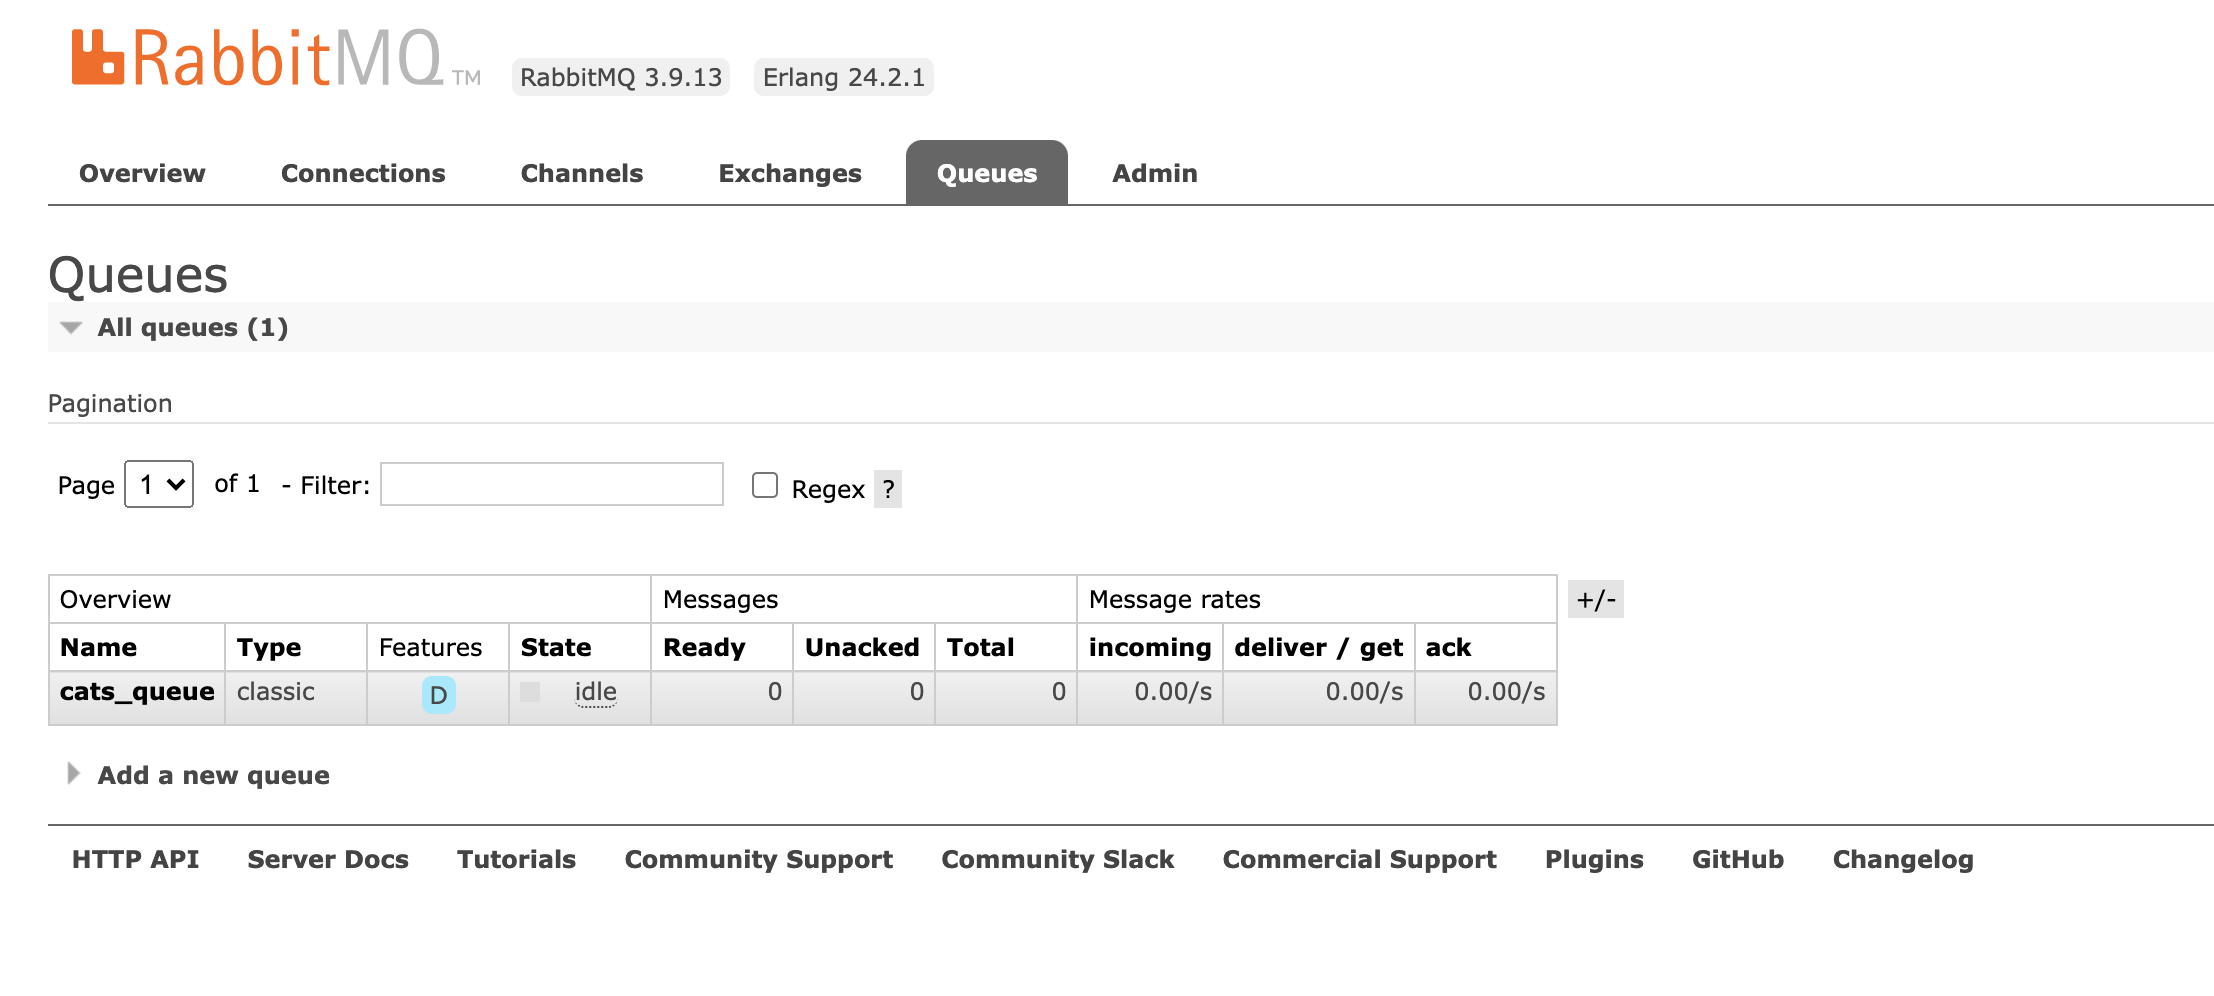 RabbitMQ TM RabbitMQ 3.9.13 Erlang 24.2.1
Overview Connections Channels Exchanges Queues Admin
Queues
All queues (1)
Pagination
Page 1 of 1 - Filter: Regex ?
Overview Messages Message rates +/-
Name Type Features State Ready Unacked Total incoming deliver / get ack
cats_queue classic D idle 0 0 0 0.00/s 0.00/s 0.00/s
Add a new queue
HTTP API Server Docs Tutorials Community Support Community Slack Commercial Support Plugins GitHub Changelog